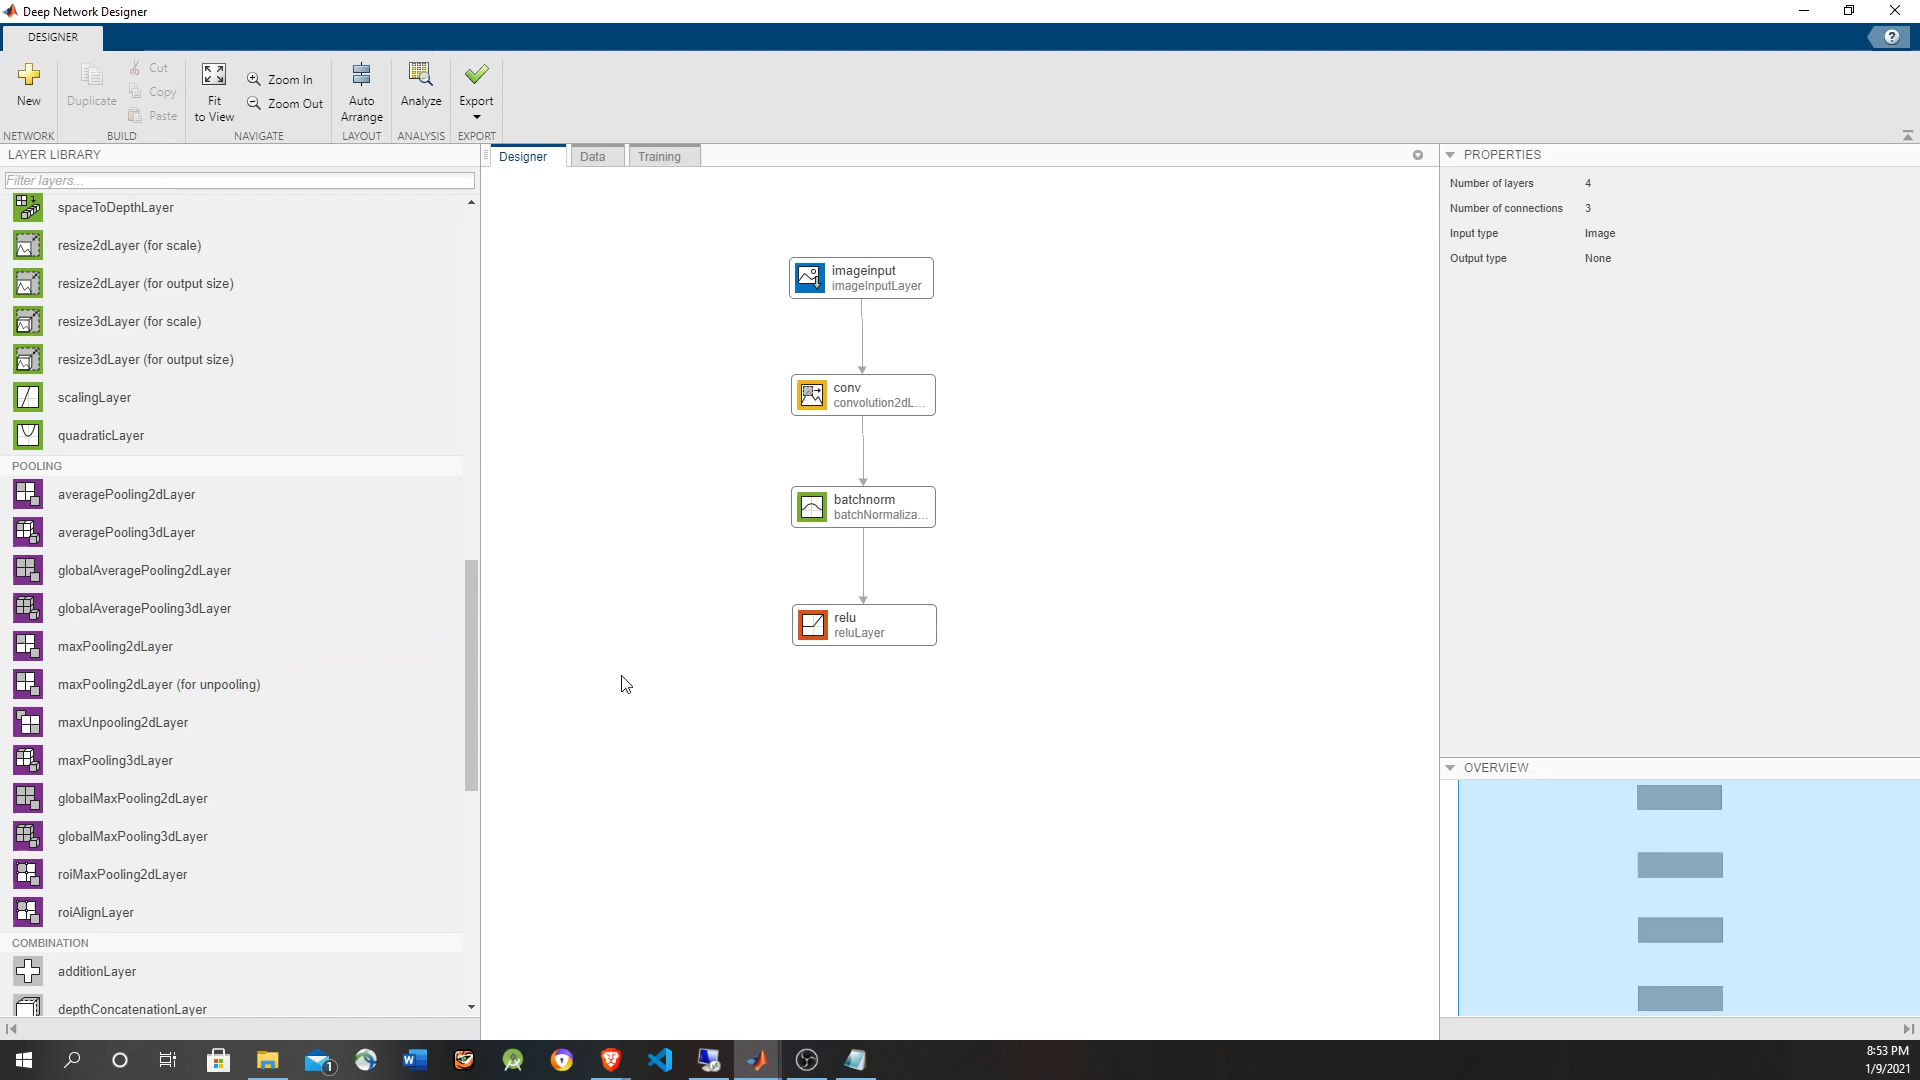 Deep Network Designer
DESIGNER
New
Duplicate
Cut
Copy
Paste
Fit
to View
Zoom In
Zoom Out
Auto
Arrange
Analyze
Export
NETWORK
BUILD
NAVIGATE
LAYOUT
ANALYSIS
EXPORT
LAYER LIBRARY
Filter layers...
spaceToDepthLayer
resize2dLayer (for scale)
resize2dLayer (for output size)
resize3dLayer (for scale)
resize3dLayer (for output size)
scalingLayer
quadraticLayer
POOLING
averagePooling2dLayer
averagePooling3dLayer
globalAveragePooling2dLayer
globalAveragePooling3dLayer
maxPooling2dLayer
maxPooling2dLayer (for unpooling)
maxUnpooling2dLayer
maxPooling3dLayer
globalMaxPooling2dLayer
globalMaxPooling3dLayer
roiMaxPooling2dLayer
roiAlignLayer
COMBINATION
additionLayer
depthConcatenationLayer
Designer
Data
Training
imageinput
imageInputLayer
conv
convolution2dL...
batchnorm
batchNormaliza...
relu
reluLayer
PROPERTIES
Number of layers 4
Number of connections 3
Input type Image
Output type None
OVERVIEW
1
8:53 PM
1/9/2021